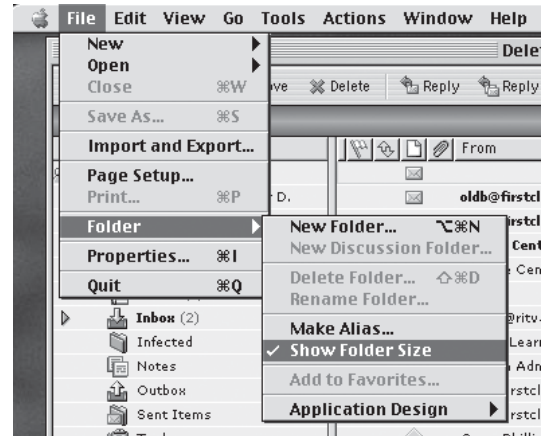 File Edit View Go Tools Actions Window Help
New
Open
Close ⌘W
Save As... ⌘S
Import and Export...
Page Setup...
Print... ⌘P
Folder
Properties... ⌘I
Quit ⌘Q
Delete Reply Reply
From
D.
oldb@firstcl
New Folder... ⌥⌘N
New Discussion Folder...
Delete Folder... ⇧⌘D
Rename Folder...
Make Alias...
✓ Show Folder Size
Add to Favorites...
Application Design
Inbox (2)
Infected
Notes
Outbox
Sent Items